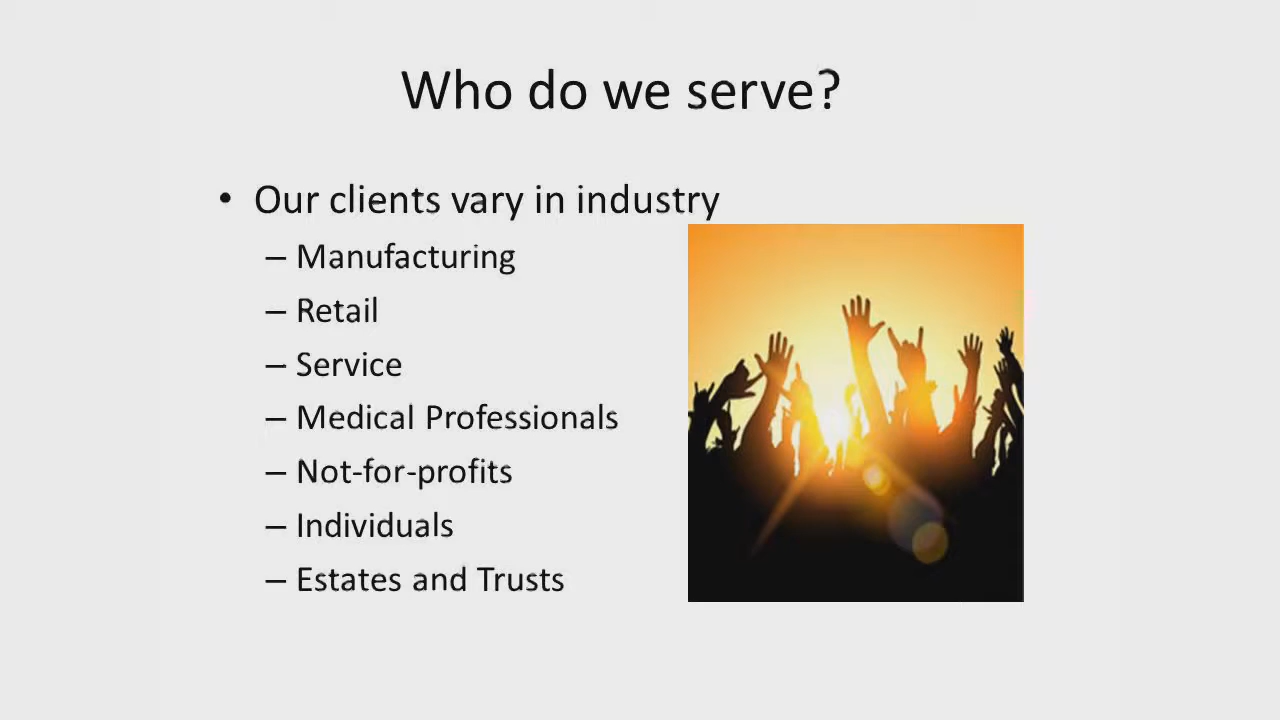 Who do we serve?
• Our clients vary in industry
– Manufacturing
– Retail
– Service
– Medical Professionals
– Not-for-profits
– Individuals
– Estates and Trusts